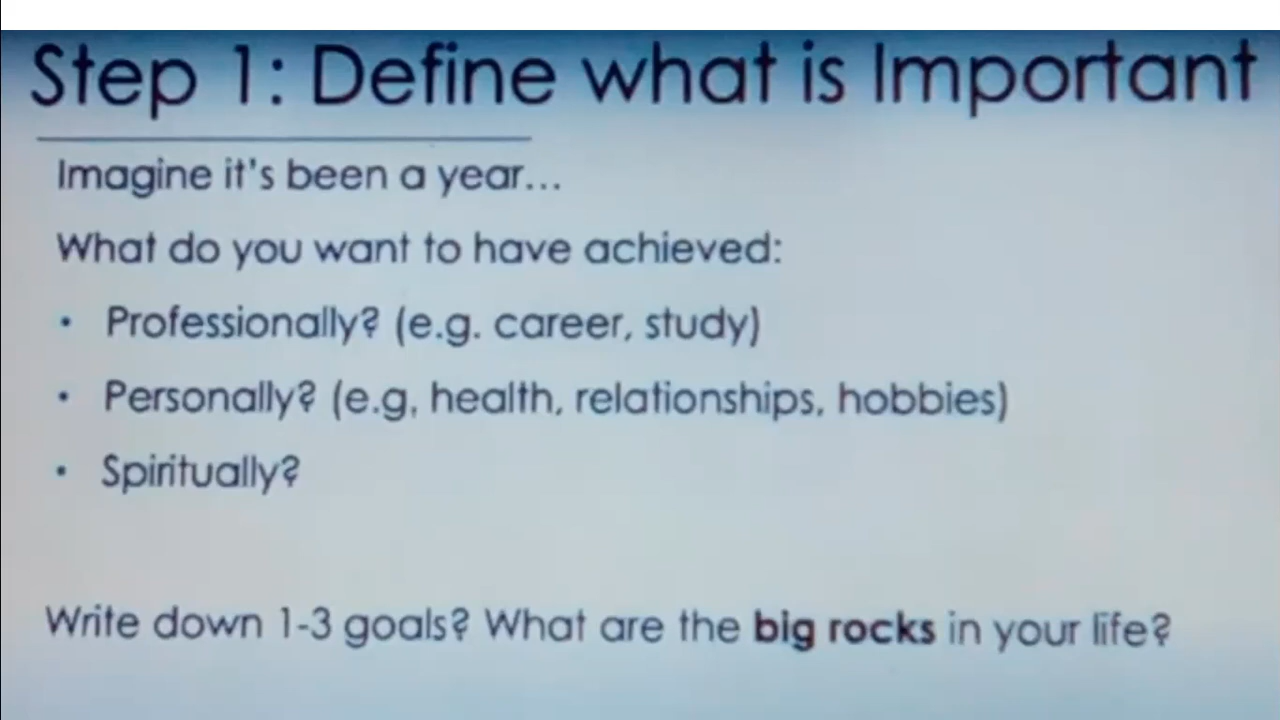 Step 1: Define what is Important
Imagine it's been a year...
What do you want to have achieved:
• Professionally? (e.g. career, study)
• Personally? (e.g, health, relationships, hobbies)
• Spiritually?
Write down 1-3 goals? What are the big rocks in your life?